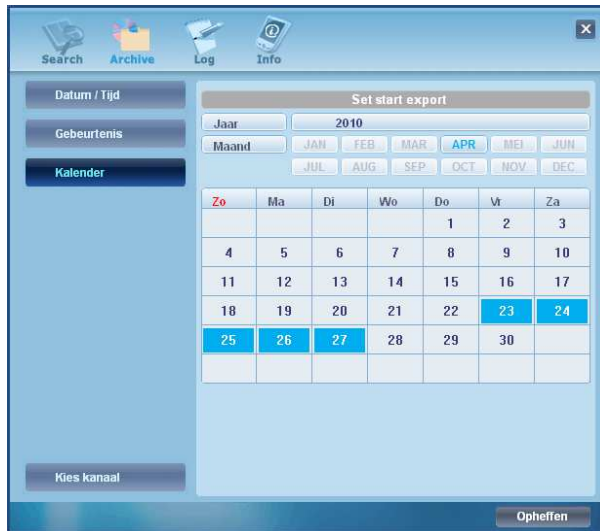 Search Archive Log Info
Datum / Tijd
Gebeurtenis
Kalender
Kies kanaal
Set start export
Jaar 2010
Maand JAN FEB MAR APR MEI JUN
JUL AUG SEP OCT NOV DEC
Zo Ma Di Wo Do Vr Za
1 2 3
4 5 6 7 8 9 10
11 12 13 14 15 16 17
18 19 20 21 22 23 24
25 26 27 28 29 30
Opheffen